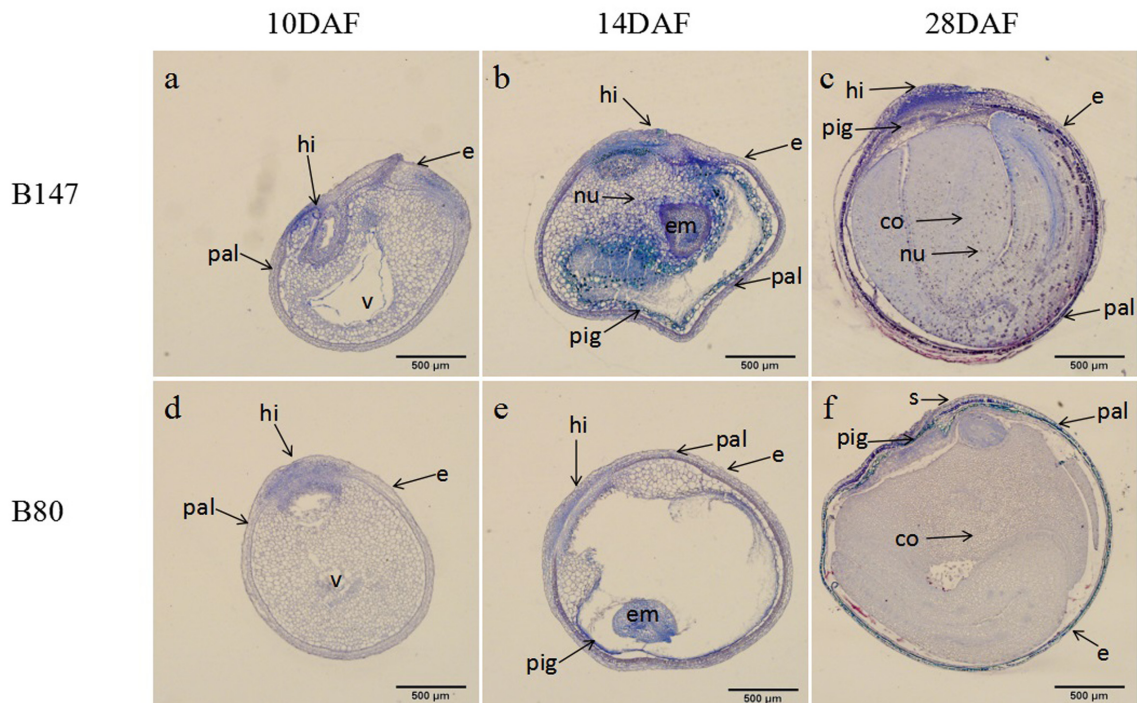 10DAF 14DAF 28DAF
B147
a
hi
e
pal
v
500 µm
b
hi
e
nu
em
pal
pig
500 µm
c
hi
e
pig
co
nu
pal
500 µm
B80
d
hi
e
pal
v
500 µm
e
hi
pal
e
em
pig
500 µm
f
s
pal
pig
co
e
500 µm